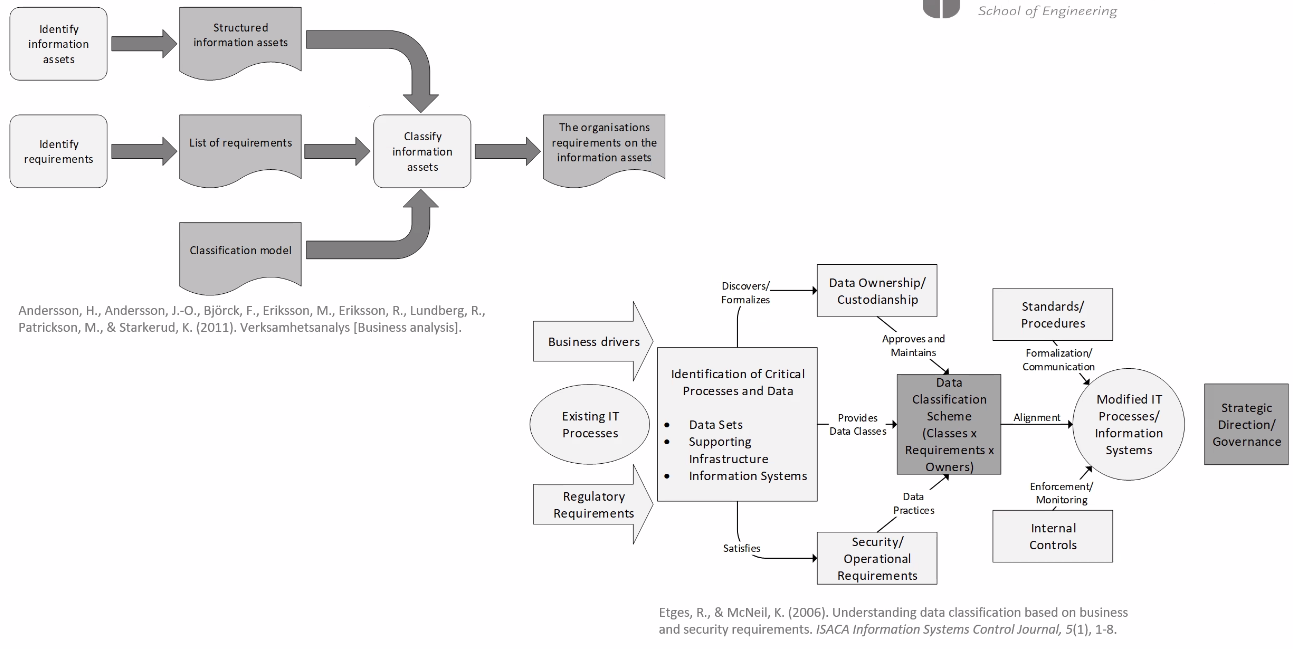 School of Engineering
Identify
information
assets
Structured
information assets
Identify
requirements
List of requirements
Classify
information
assets
The organisations
requirements on the
information assets
Classification model
Andersson, H., Andersson, J.-O., Björck, F., Eriksson, M., Eriksson, R., Lundberg, R.,
Patrickson, M., & Starkerud, K. (2011). Verksamhetsanalys [Business analysis].
Business drivers
Existing IT
Processes
Regulatory
Requirements
Identification of Critical
Processes and Data
• Data Sets
• Supporting
Infrastructure
• Information Systems
Discovers/
Formalizes
Data Ownership/
Custodianship
Approves and
Maintains
Provides
Data Classes
Data
Classification
Scheme
(Classes x
Requirements x
Owners)
Satisfies
Security/
Operational
Requirements
Data
Practices
Alignment
Standards/
Procedures
Formalization/
Communication
Modified IT
Processes/
Information
Systems
Enforcement/
Monitoring
Internal
Controls
Strategic
Direction/
Governance
Etges, R., & McNeil, K. (2006). Understanding data classification based on business
and security requirements. ISACA Information Systems Control Journal, 5(1), 1-8.